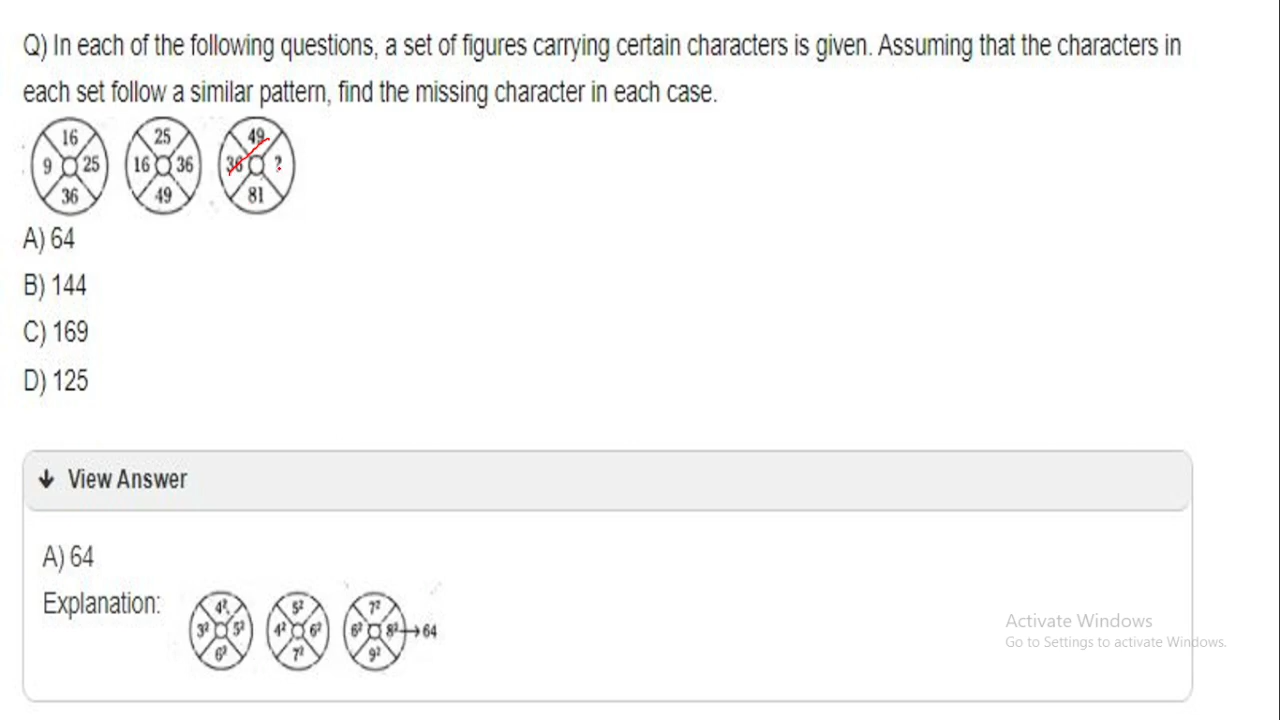 Q) In each of the following questions, a set of figures carrying certain characters is given. Assuming that the characters in
each set follow a similar pattern, find the missing character in each case.
16 25 49
9 25 16 36 36 ?
36 49 81
A) 64
B) 144
C) 169
D) 125
View Answer
A) 64
Explanation:
4² 5² 7²
3² 5² 4² 6² 6² 8² → 64
6² 7² 9²
Activate Windows
Go to Settings to activate Windows.